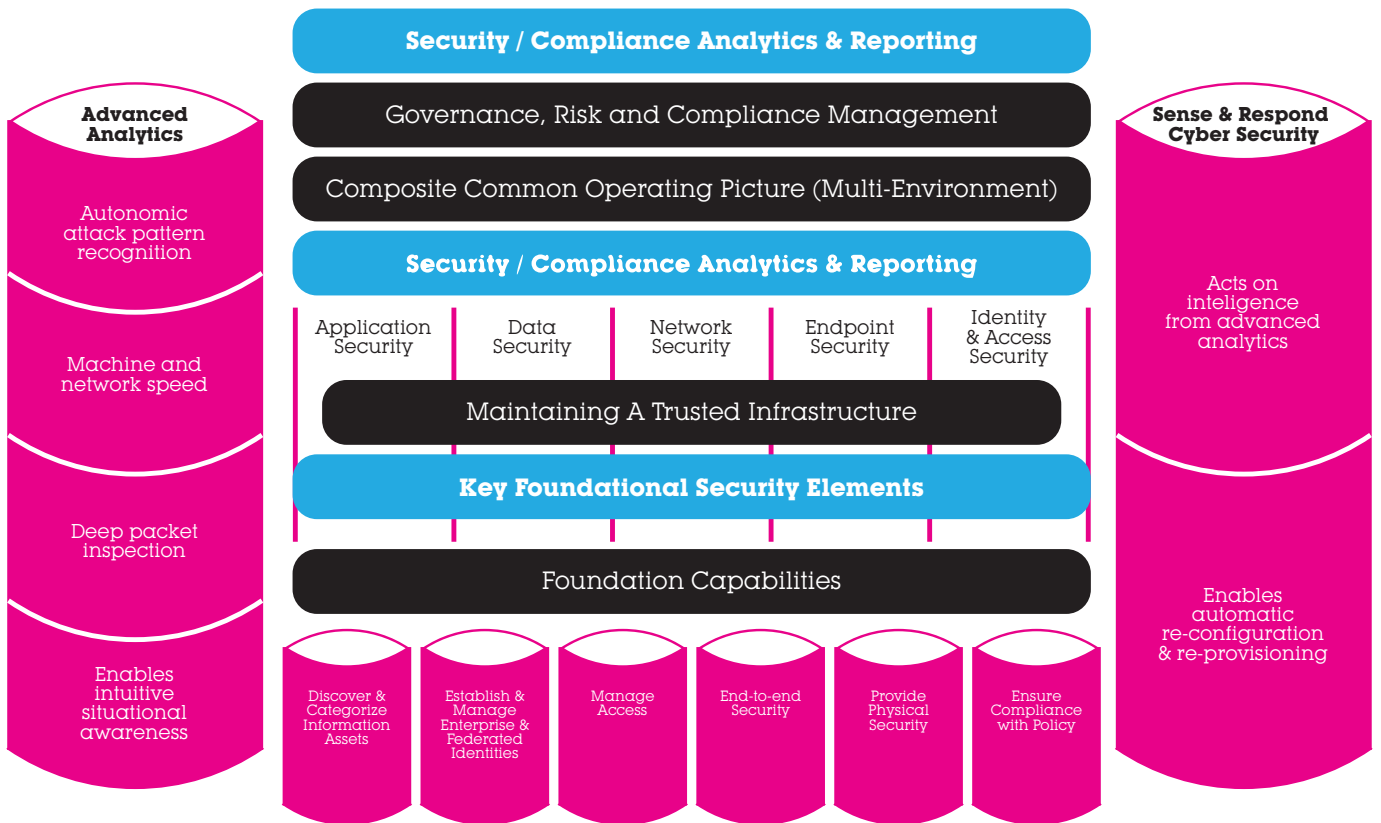 Security / Compliance Analytics & Reporting
Governance, Risk and Compliance Management
Composite Common Operating Picture (Multi-Environment)
Security / Compliance Analytics & Reporting
Advanced
Analytics
Autonomic
attack pattern
recognition
Machine and
network speed
Deep packet
inspection
Enables
intuitive
situational
awareness
Application
Security
Data
Security
Network
Security
Endpoint
Security
Identity
& Access
Security
Maintaining A Trusted Infrastructure
Key Foundational Security Elements
Foundation Capabilities
Discover &
Categorize
Information
Assets
Establish &
Manage
Enterprise &
Federated
Identities
Manage
Access
End-to-end
Security
Provide
Physical
Security
Ensure
Compliance
with Policy
Sense & Respond
Cyber Security
Acts on
inteligence
from advanced
analytics
Enables
automatic
re-configuration
& re-provisioning